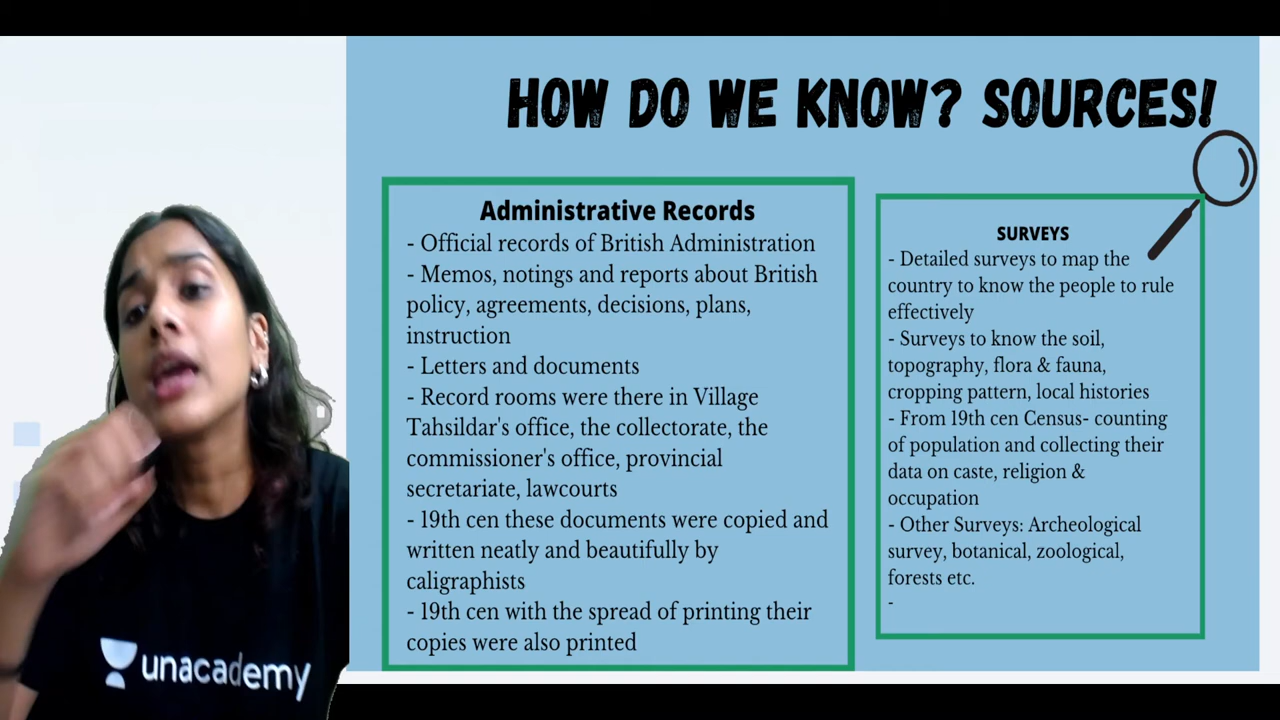 HOW DO WE KNOW? SOURCES!
Administrative Records
- Official records of British Administration
- Memos, notings and reports about British
policy, agreements, decisions, plans,
instruction
- Letters and documents
- Record rooms were there in Village
Tahsildar's office, the collectorate, the
commissioner's office, provincial
secretariate, lawcourts
- 19th cen these documents were copied and
written neatly and beautifully by
caligraphists
- 19th cen with the spread of printing their
copies were also printed
SURVEYS
- Detailed surveys to map the
country to know the people to rule
effectively
- Surveys to know the soil,
topography, flora & fauna,
cropping pattern, local histories
- From 19th cen Census- counting
of population and collecting their
data on caste, religion &
occupation
- Other Surveys: Archeological
survey, botanical, zoological,
forests etc.
-
unacademy